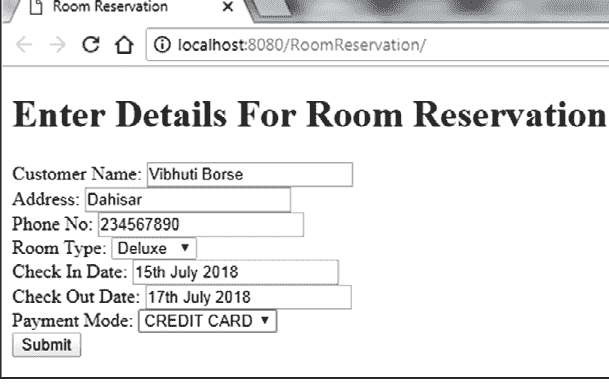 Room Reservation
localhost:8080/RoomReservation/
Enter Details For Room Reservation
Customer Name: Vibhuti Borse
Address: Dahisar
Phone No: 234567890
Room Type: Deluxe
Check In Date: 15th July 2018
Check Out Date: 17th July 2018
Payment Mode: CREDIT CARD
Submit